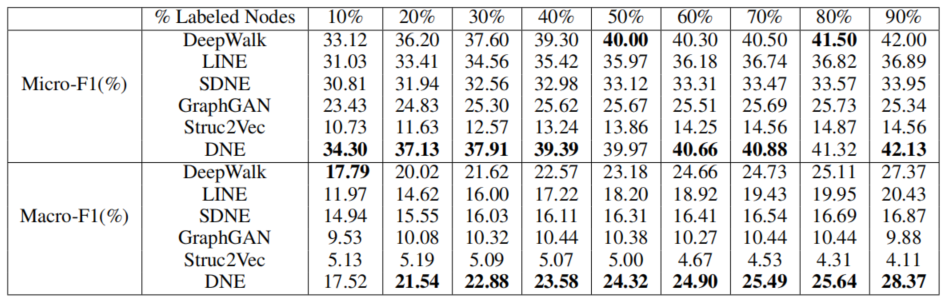 % Labeled Nodes 10% 20% 30% 40% 50% 60% 70% 80% 90%
DeepWalk 33.12 36.20 37.60 39.30 40.00 40.30 40.50 41.50 42.00
LINE 31.03 33.41 34.56 35.42 35.97 36.18 36.74 36.82 36.89
Micro-F1(%) SDNE 30.81 31.94 32.56 32.98 33.12 33.31 33.47 33.57 33.95
GraphGAN 23.43 24.83 25.30 25.62 25.67 25.51 25.69 25.73 25.34
Struc2Vec 10.73 11.63 12.57 13.24 13.86 14.25 14.56 14.87 14.56
DNE 34.30 37.13 37.91 39.39 39.97 40.66 40.88 41.32 42.13
DeepWalk 17.79 20.02 21.62 22.57 23.18 24.66 24.73 25.11 27.37
LINE 11.97 14.62 16.00 17.22 18.20 18.92 19.43 19.95 20.43
Macro-F1(%) SDNE 14.94 15.55 16.03 16.11 16.31 16.41 16.54 16.69 16.87
GraphGAN 9.53 10.08 10.32 10.44 10.38 10.27 10.44 10.44 9.88
Struc2Vec 5.13 5.19 5.09 5.07 5.00 4.67 4.53 4.31 4.11
DNE 17.52 21.54 22.88 23.58 24.32 24.90 25.49 25.64 28.37